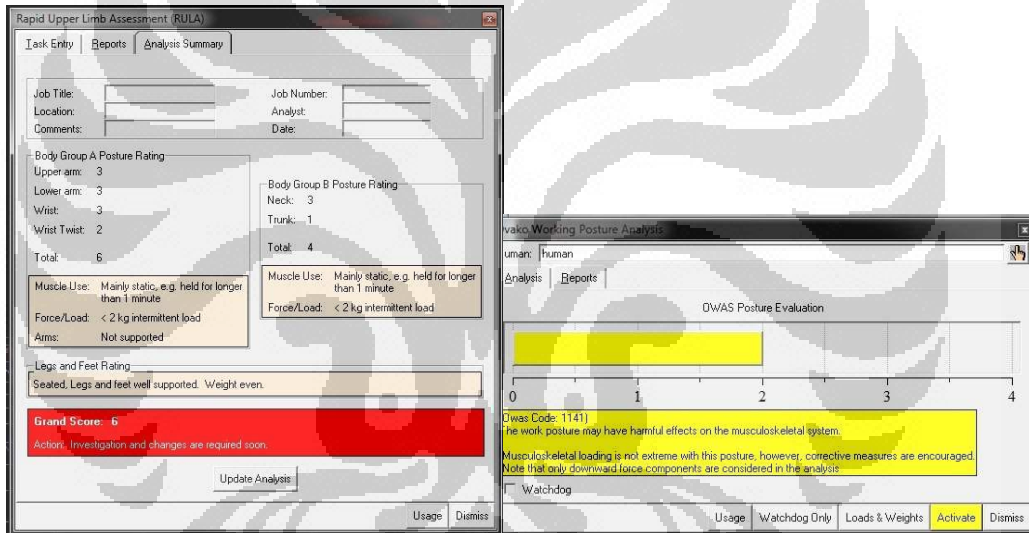 Rapid Upper Limb Assessment (RULA)
Task Entry Reports Analysis Summary
Job Title: Job Number:
Location: Analyst:
Comments: Date:
Body Group A Posture Rating
Upper arm: 3
Lower arm: 3
Wrist: 3
Wrist Twist: 2
Total: 6
Muscle Use: Mainly static, e.g. held for longer
than 1 minute
Force/Load: < 2 kg intermittent load
Arms: Not supported
Body Group B Posture Rating
Neck: 3
Trunk: 1
Total: 4
Muscle Use: Mainly static, e.g. held for longer
than 1 minute
Force/Load: < 2 kg intermittent load
Legs and Feet Rating
Seated, Legs and feet well supported. Weight even.
Grand Score: 6
Action: Investigation and changes are required soon.
Update Analysis
Usage Dismiss
vako Working Posture Analysis
uman: human
Analysis Reports
OWAS Posture Evaluation
0 1 2 3 4
Owas Code: 1141)
he work posture may have harmful effects on the musculoskeletal system.
Musculoskeletal loading is not extreme with this posture, however, corrective measures are encouraged.
Note that only downward force components are considered in the analysis
Watchdog
Usage Watchdog Only Loads & Weights Activate Dismiss